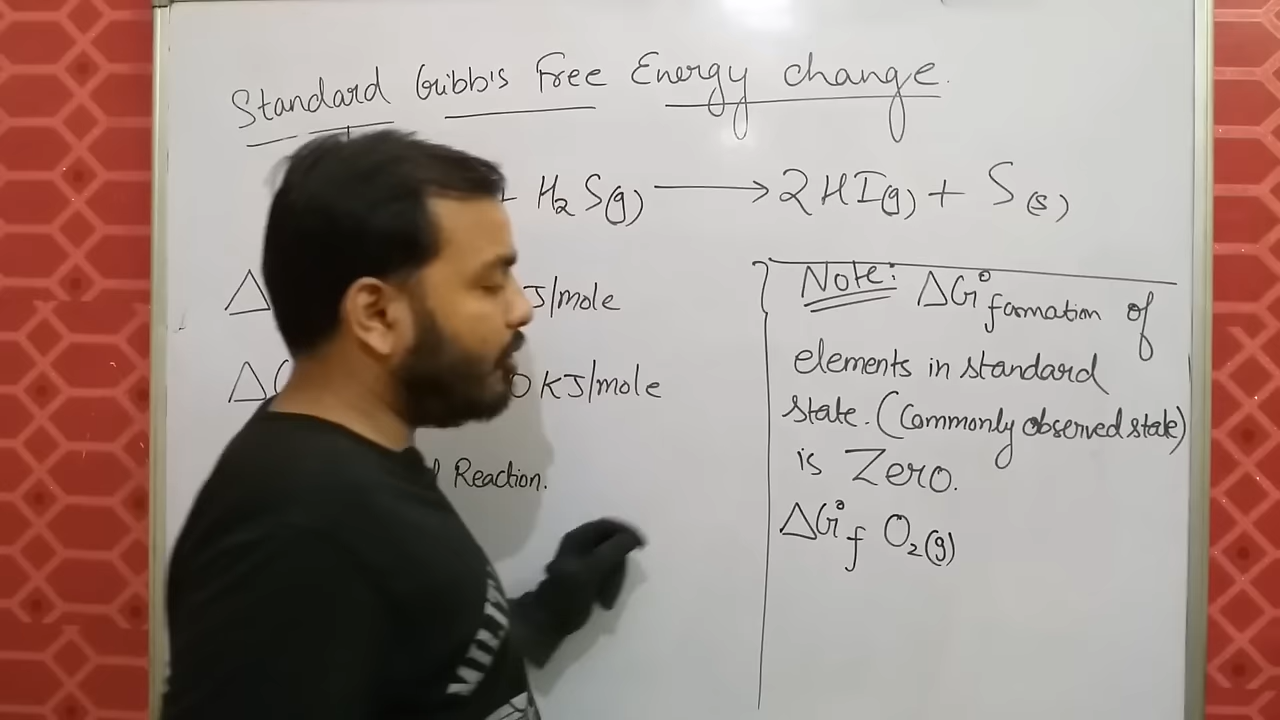 Standard Gibb's Free Energy change.
+ H₂S(g) ⟶ 2HI(g) + S(s)
Δ J/mole
ΔG 0 KJ/mole
Reaction.
Note: ΔG° formation of
elements in standard
state. (Commonly observed state)
is Zero.
ΔG°f O₂(g)